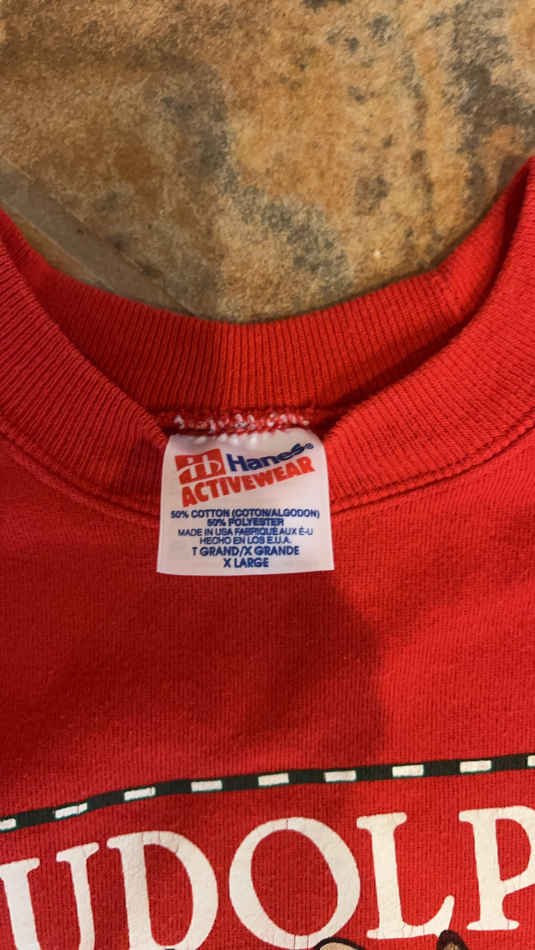 Hanes®
ACTIVEWEAR
50% COTTON (COTON/ALGODON)
50% POLYESTER
MADE IN USA FABRIQUÉ AUX É-U
HECHO EN LOS E.U.A.
T GRAND/X GRANDE
X LARGE
UDOLP